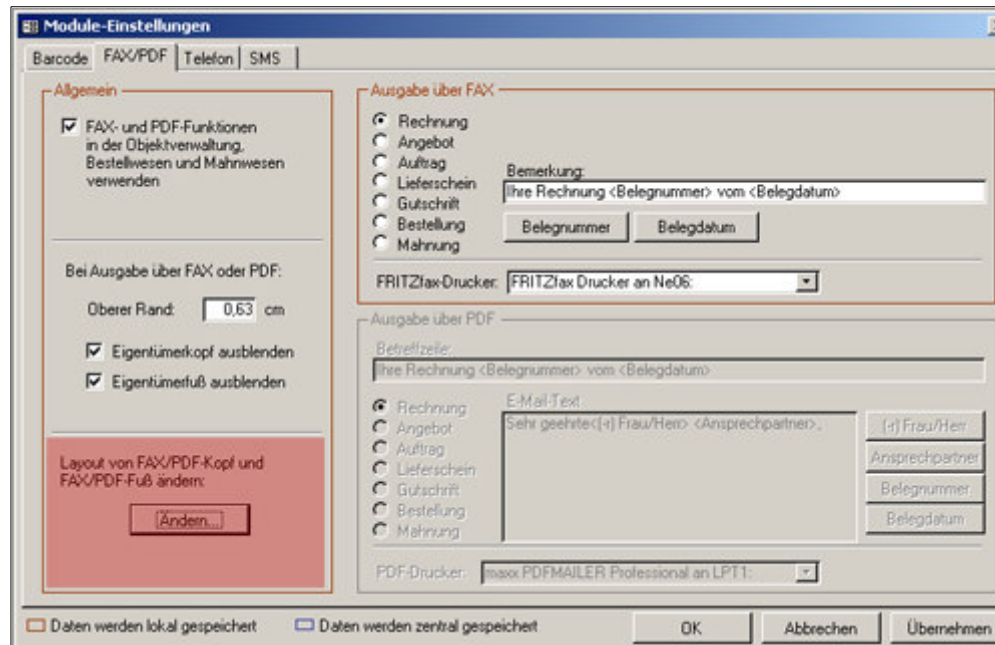 Module-Einstellungen
Barcode FAX/PDF Telefon SMS
Allgemein
FAX- und PDF-Funktionen
in der Objektverwaltung,
Bestellwesen und Mahnwesen
verwenden
Bei Ausgabe über FAX oder PDF:
Oberer Rand: 0,63 cm
Eigentümerkopf ausblenden
Eigentümerfuß ausblenden
Layout von FAX/PDF-Kopf und
FAX/PDF-Fuß ändern:
Ändern...
Ausgabe über FAX
Rechnung
Angebot
Auftrag
Lieferschein
Gutschrift
Bestellung
Mahnung
Bemerkung:
Ihre Rechnung <Belegnummer> vom <Belegdatum>
Belegnummer Belegdatum
FRITZfax-Drucker: FRITZfax Drucker an Ne06:
Ausgabe über PDF
Betreffzeile:
Ihre Rechnung <Belegnummer> vom <Belegdatum>
Rechnung
Angebot
Auftrag
Lieferschein
Gutschrift
Bestellung
Mahnung
E-Mail-Text
Sehr geehrte<(-r) Frau/Herr> <Ansprechpartner>,
(-r) Frau/Herr
Ansprechpartner
Belegnummer
Belegdatum
PDF-Drucker: maxx PDFMAILER Professional an LPT1:
Daten werden lokal gespeichert Daten werden zentral gespeichert
OK Abbrechen Übernehmen